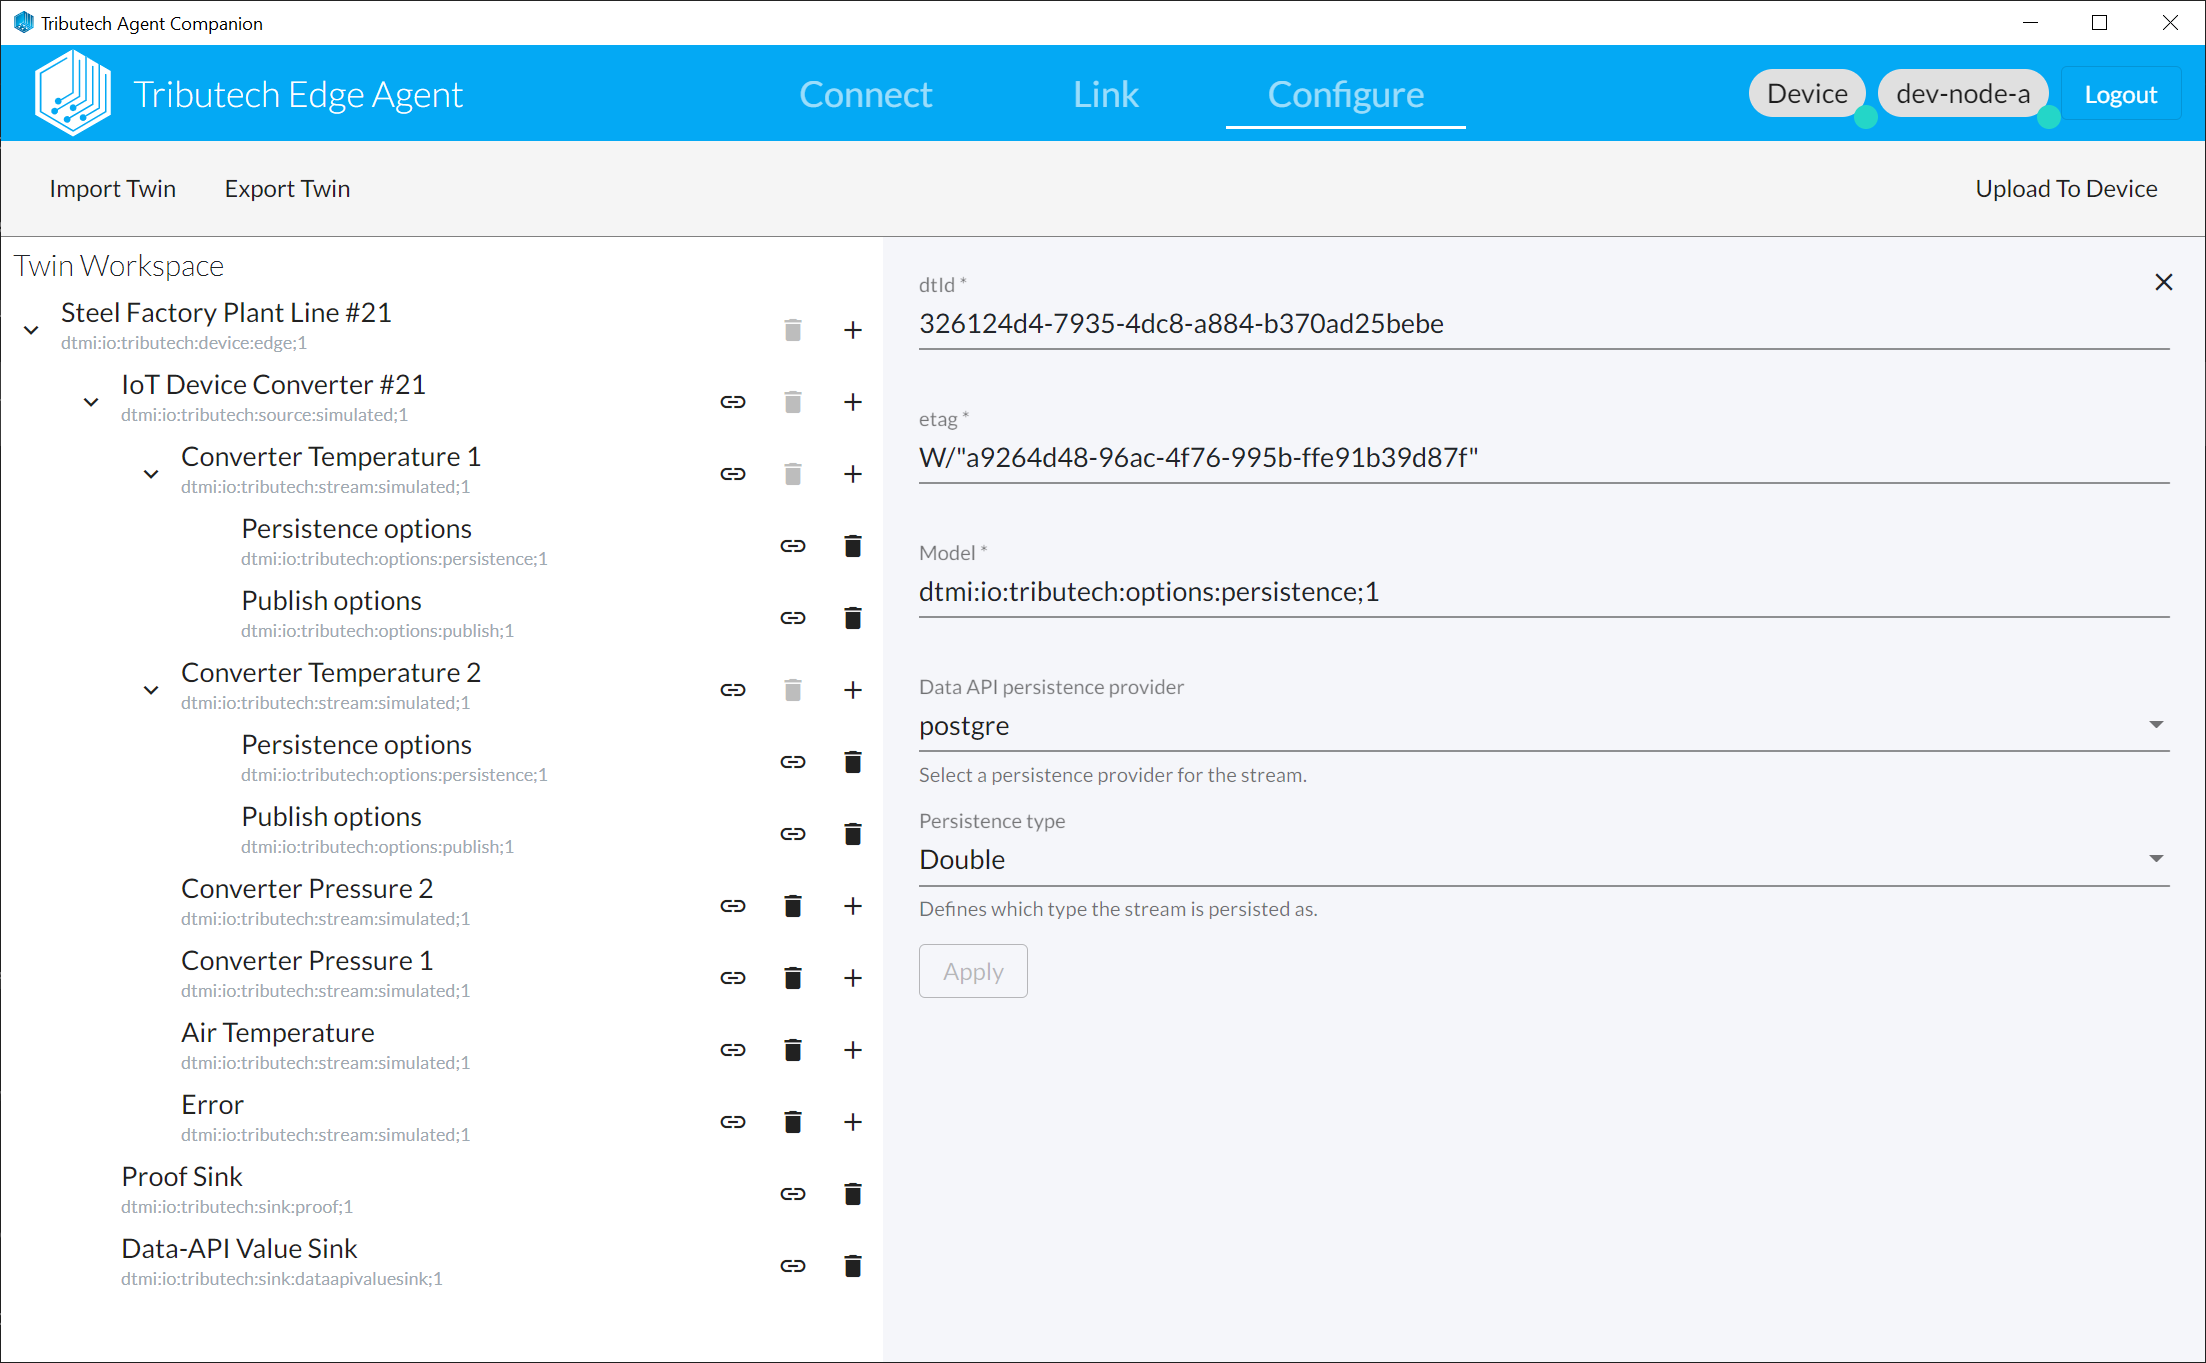 Tributech Agent Companion
Tributech Edge Agent
Connect
Link
Configure
Device
dev-node-a
Logout
Import Twin
Export Twin
Upload To Device
Twin Workspace
Steel Factory Plant Line #21
dtmi:io:tributech:device:edge;1
IoT Device Converter #21
dtmi:io:tributech:source:simulated;1
Converter Temperature 1
dtmi:io:tributech:stream:simulated;1
Persistence options
dtmi:io:tributech:options:persistence;1
Publish options
dtmi:io:tributech:options:publish;1
Converter Temperature 2
dtmi:io:tributech:stream:simulated;1
Persistence options
dtmi:io:tributech:options:persistence;1
Publish options
dtmi:io:tributech:options:publish;1
Converter Pressure 2
dtmi:io:tributech:stream:simulated;1
Converter Pressure 1
dtmi:io:tributech:stream:simulated;1
Air Temperature
dtmi:io:tributech:stream:simulated;1
Error
dtmi:io:tributech:stream:simulated;1
Proof Sink
dtmi:io:tributech:sink:proof;1
Data-API Value Sink
dtmi:io:tributech:sink:dataapivaluesink;1
dtId *
326124d4-7935-4dc8-a884-b370ad25bebe
etag *
W/"a9264d48-96ac-4f76-995b-ffe91b39d87f"
Model *
dtmi:io:tributech:options:persistence;1
Data API persistence provider
postgre
Select a persistence provider for the stream.
Persistence type
Double
Defines which type the stream is persisted as.
Apply